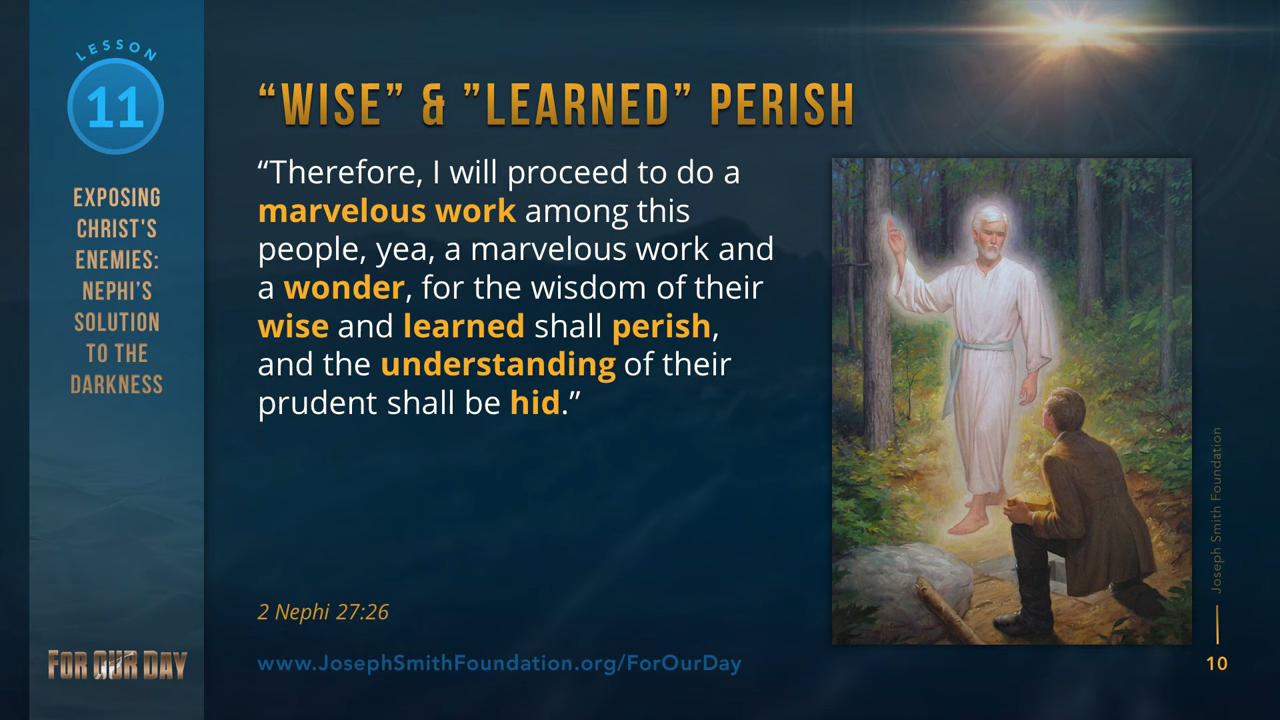 LESSON
11
EXPOSING
CHRIST'S
ENEMIES:
NEPHI'S
SOLUTION
TO THE
DARKNESS
FOR OUR DAY
“WISE” & ”LEARNED” PERISH
“Therefore, I will proceed to do a
marvelous work among this
people, yea, a marvelous work and
a wonder, for the wisdom of their
wise and learned shall perish,
and the understanding of their
prudent shall be hid.”
2 Nephi 27:26
www.JosephSmithFoundation.org/ForOurDay
Joseph Smith Foundation
10